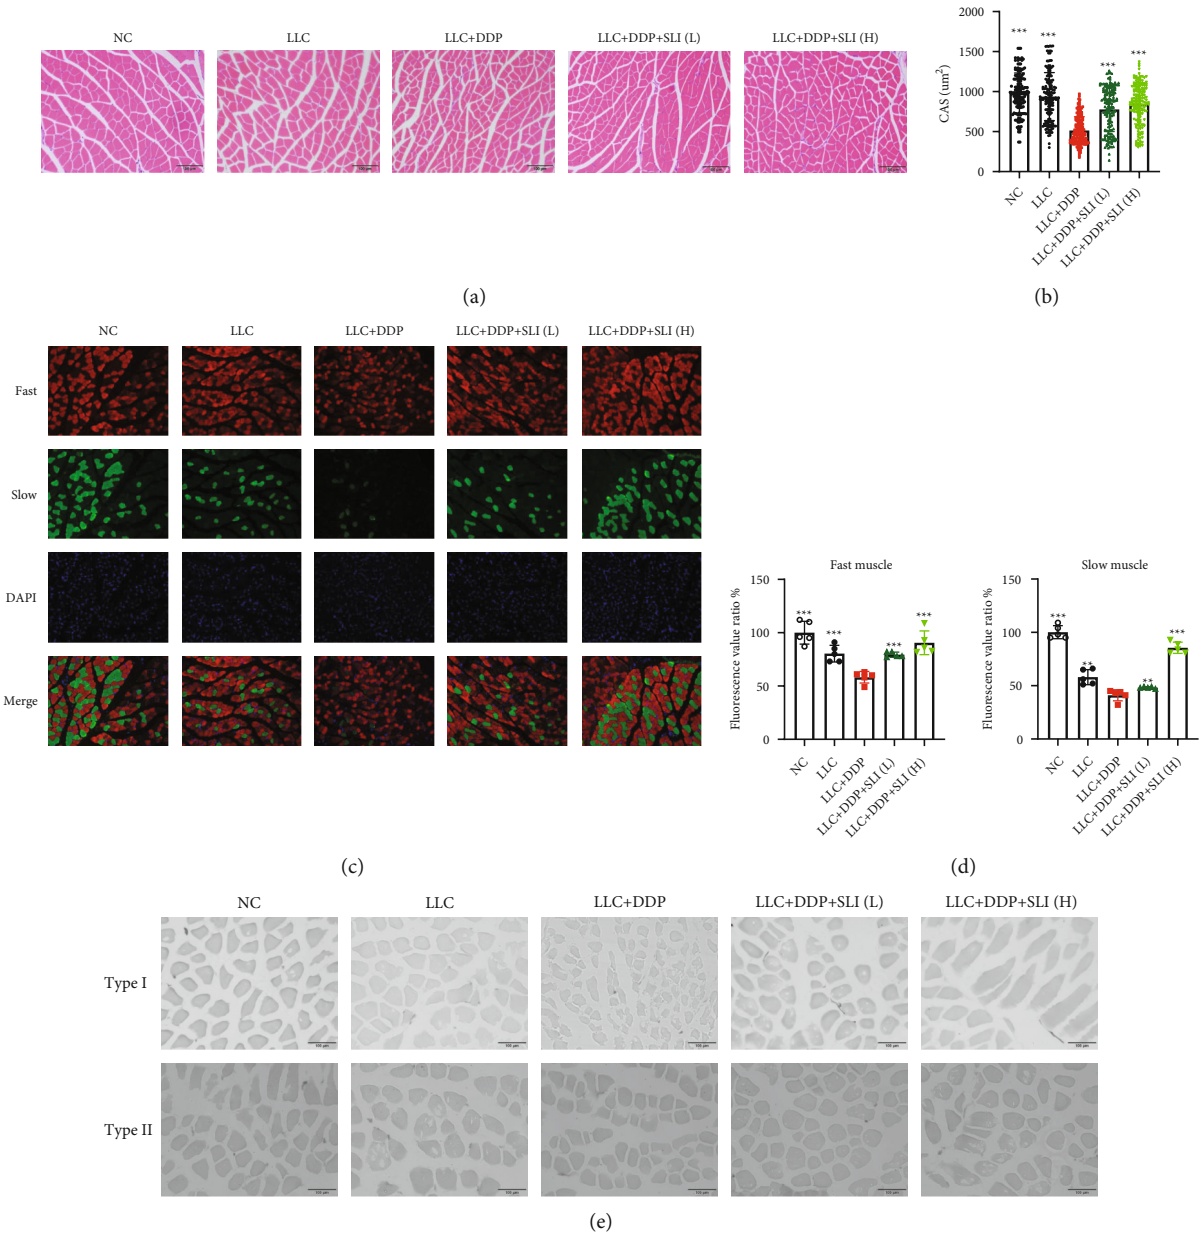 NC
LLC
LLC+DDP
LLC+DDP+SLI (L)
LLC+DDP+SLI (H)
(a)
2000
1500
1000
500
0
CAS (um²)
***
***
***
***
NC
LLC
LLC+DDP
LLC+DDP+SLI (L)
LLC+DDP+SLI (H)
(b)
NC
LLC
LLC+DDP
LLC+DDP+SLI (L)
LLC+DDP+SLI (H)
Fast
Slow
DAPI
Merge
(c)
Fast muscle
150
100
50
0
Fluorescence value ratio %
***
***
***
***
NC
LLC
LLC+DDP
LLC+DDP+SLI (L)
LLC+DDP+SLI (H)
Slow muscle
150
100
50
0
Fluorescence value ratio %
***
**
**
***
NC
LLC
LLC+DDP
LLC+DDP+SLI (L)
LLC+DDP+SLI (H)
(d)
NC
LLC
LLC+DDP
LLC+DDP+SLI (L)
LLC+DDP+SLI (H)
Type I
Type II
(e)